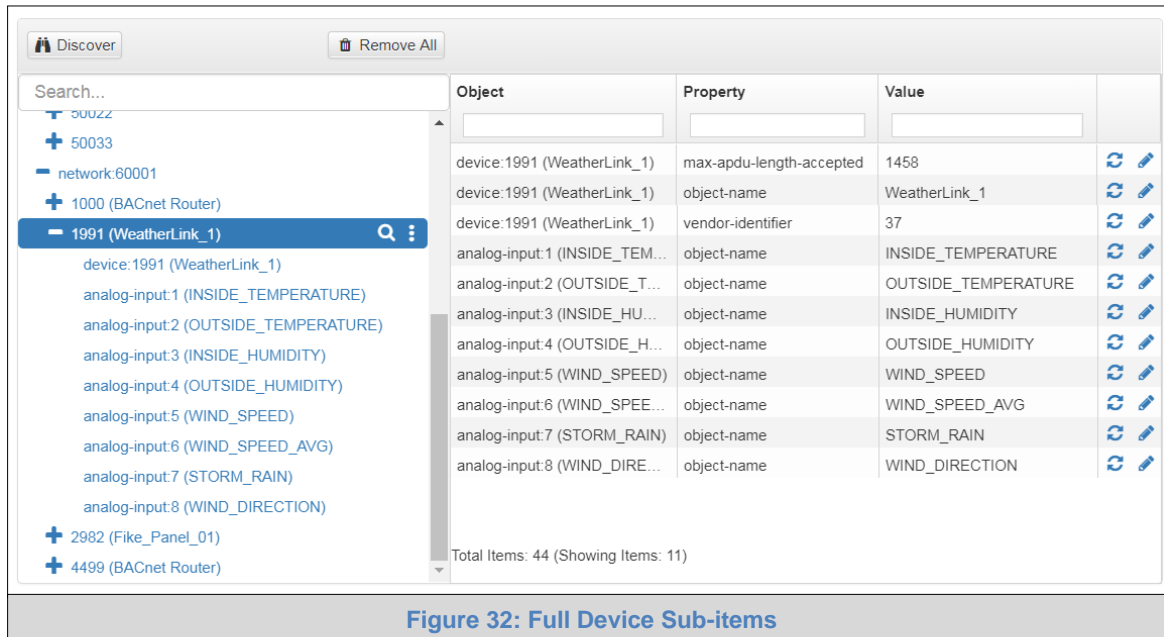 Discover
Remove All
Search...
50022
50033
network:60001
1000 (BACnet Router)
1991 (WeatherLink_1)
device:1991 (WeatherLink_1)
analog-input:1 (INSIDE_TEMPERATURE)
analog-input:2 (OUTSIDE_TEMPERATURE)
analog-input:3 (INSIDE_HUMIDITY)
analog-input:4 (OUTSIDE_HUMIDITY)
analog-input:5 (WIND_SPEED)
analog-input:6 (WIND_SPEED_AVG)
analog-input:7 (STORM_RAIN)
analog-input:8 (WIND_DIRECTION)
2982 (Fike_Panel_01)
4499 (BACnet Router)
Object Property Value
device:1991 (WeatherLink_1) max-apdu-length-accepted 1458
device:1991 (WeatherLink_1) object-name WeatherLink_1
device:1991 (WeatherLink_1) vendor-identifier 37
analog-input:1 (INSIDE_TEM... object-name INSIDE_TEMPERATURE
analog-input:2 (OUTSIDE_T... object-name OUTSIDE_TEMPERATURE
analog-input:3 (INSIDE_HU... object-name INSIDE_HUMIDITY
analog-input:4 (OUTSIDE_H... object-name OUTSIDE_HUMIDITY
analog-input:5 (WIND_SPEED) object-name WIND_SPEED
analog-input:6 (WIND_SPEE... object-name WIND_SPEED_AVG
analog-input:7 (STORM_RAIN) object-name STORM_RAIN
analog-input:8 (WIND_DIRE... object-name WIND_DIRECTION
Total Items: 44 (Showing Items: 11)
Figure 32: Full Device Sub-items